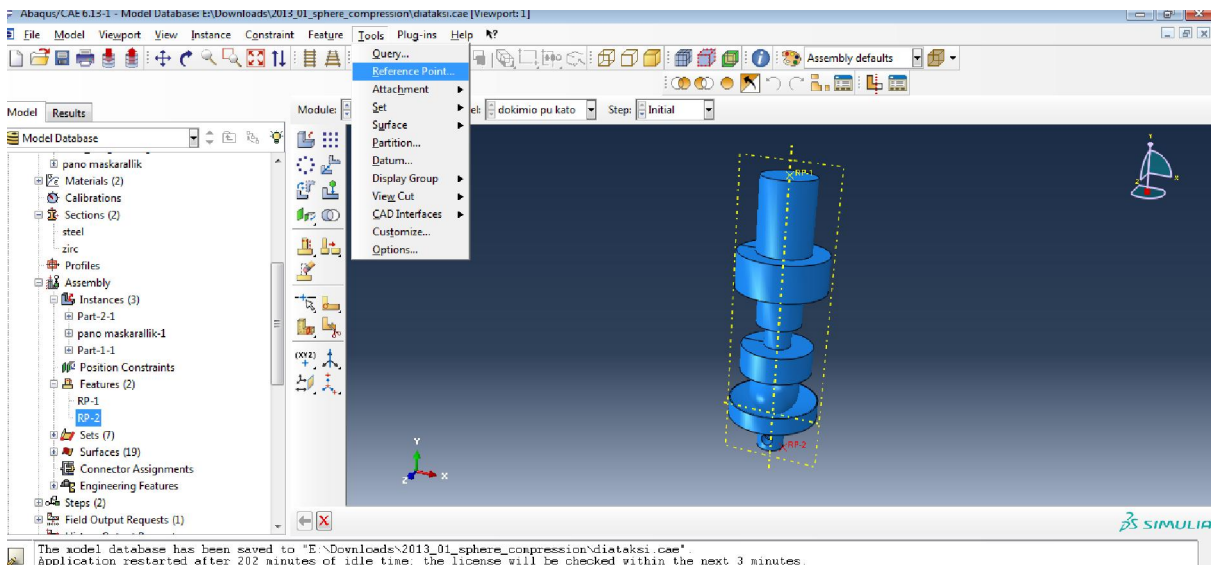 Abaqus/CAE 6.13-1 - Model Database: E:\Downloads\2013_01_sphere_compression\diataksi.cae [Viewport: 1]
File Model Viewport View Instance Constraint Feature Tools Plug-ins Help
Assembly defaults
Query...
Reference Point...
Attachment
Set
Surface
Partition...
Datum...
Display Group
View Cut
CAD Interfaces
Customize...
Options...
Model Results
Module:
el: dokimio pu kato Step: Initial
Model Database
pano maskarallik
Materials (2)
Calibrations
Sections (2)
steel
zirc
Profiles
Assembly
Instances (3)
Part-2-1
pano maskarallik-1
Part-1-1
Position Constraints
Features (2)
RP-1
RP-2
Sets (7)
Surfaces (19)
Connector Assignments
Engineering Features
Steps (2)
Field Output Requests (1)
(XYZ)
RP-1
RP-2
Y
X
Z
Y
X
Z
SIMULIA
The model database has been saved to "E:\Downloads\2013_01_sphere_compression\diataksi.cae".
Application restarted after 202 minutes of idle time; the license will be checked within the next 3 minutes.